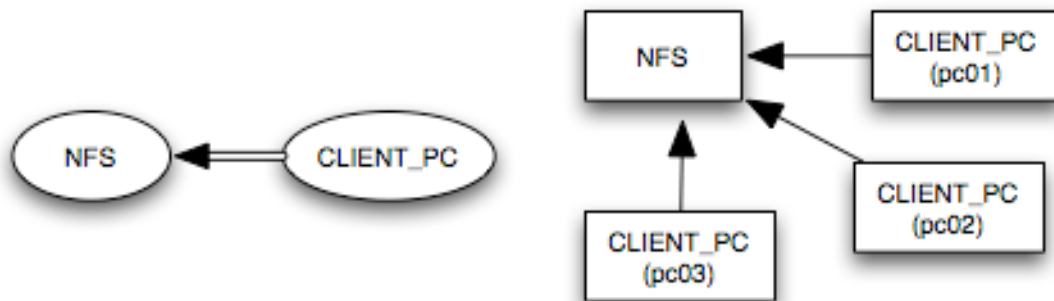 NFS
CLIENT_PC
NFS
CLIENT_PC
(pc01)
CLIENT_PC
(pc02)
CLIENT_PC
(pc03)